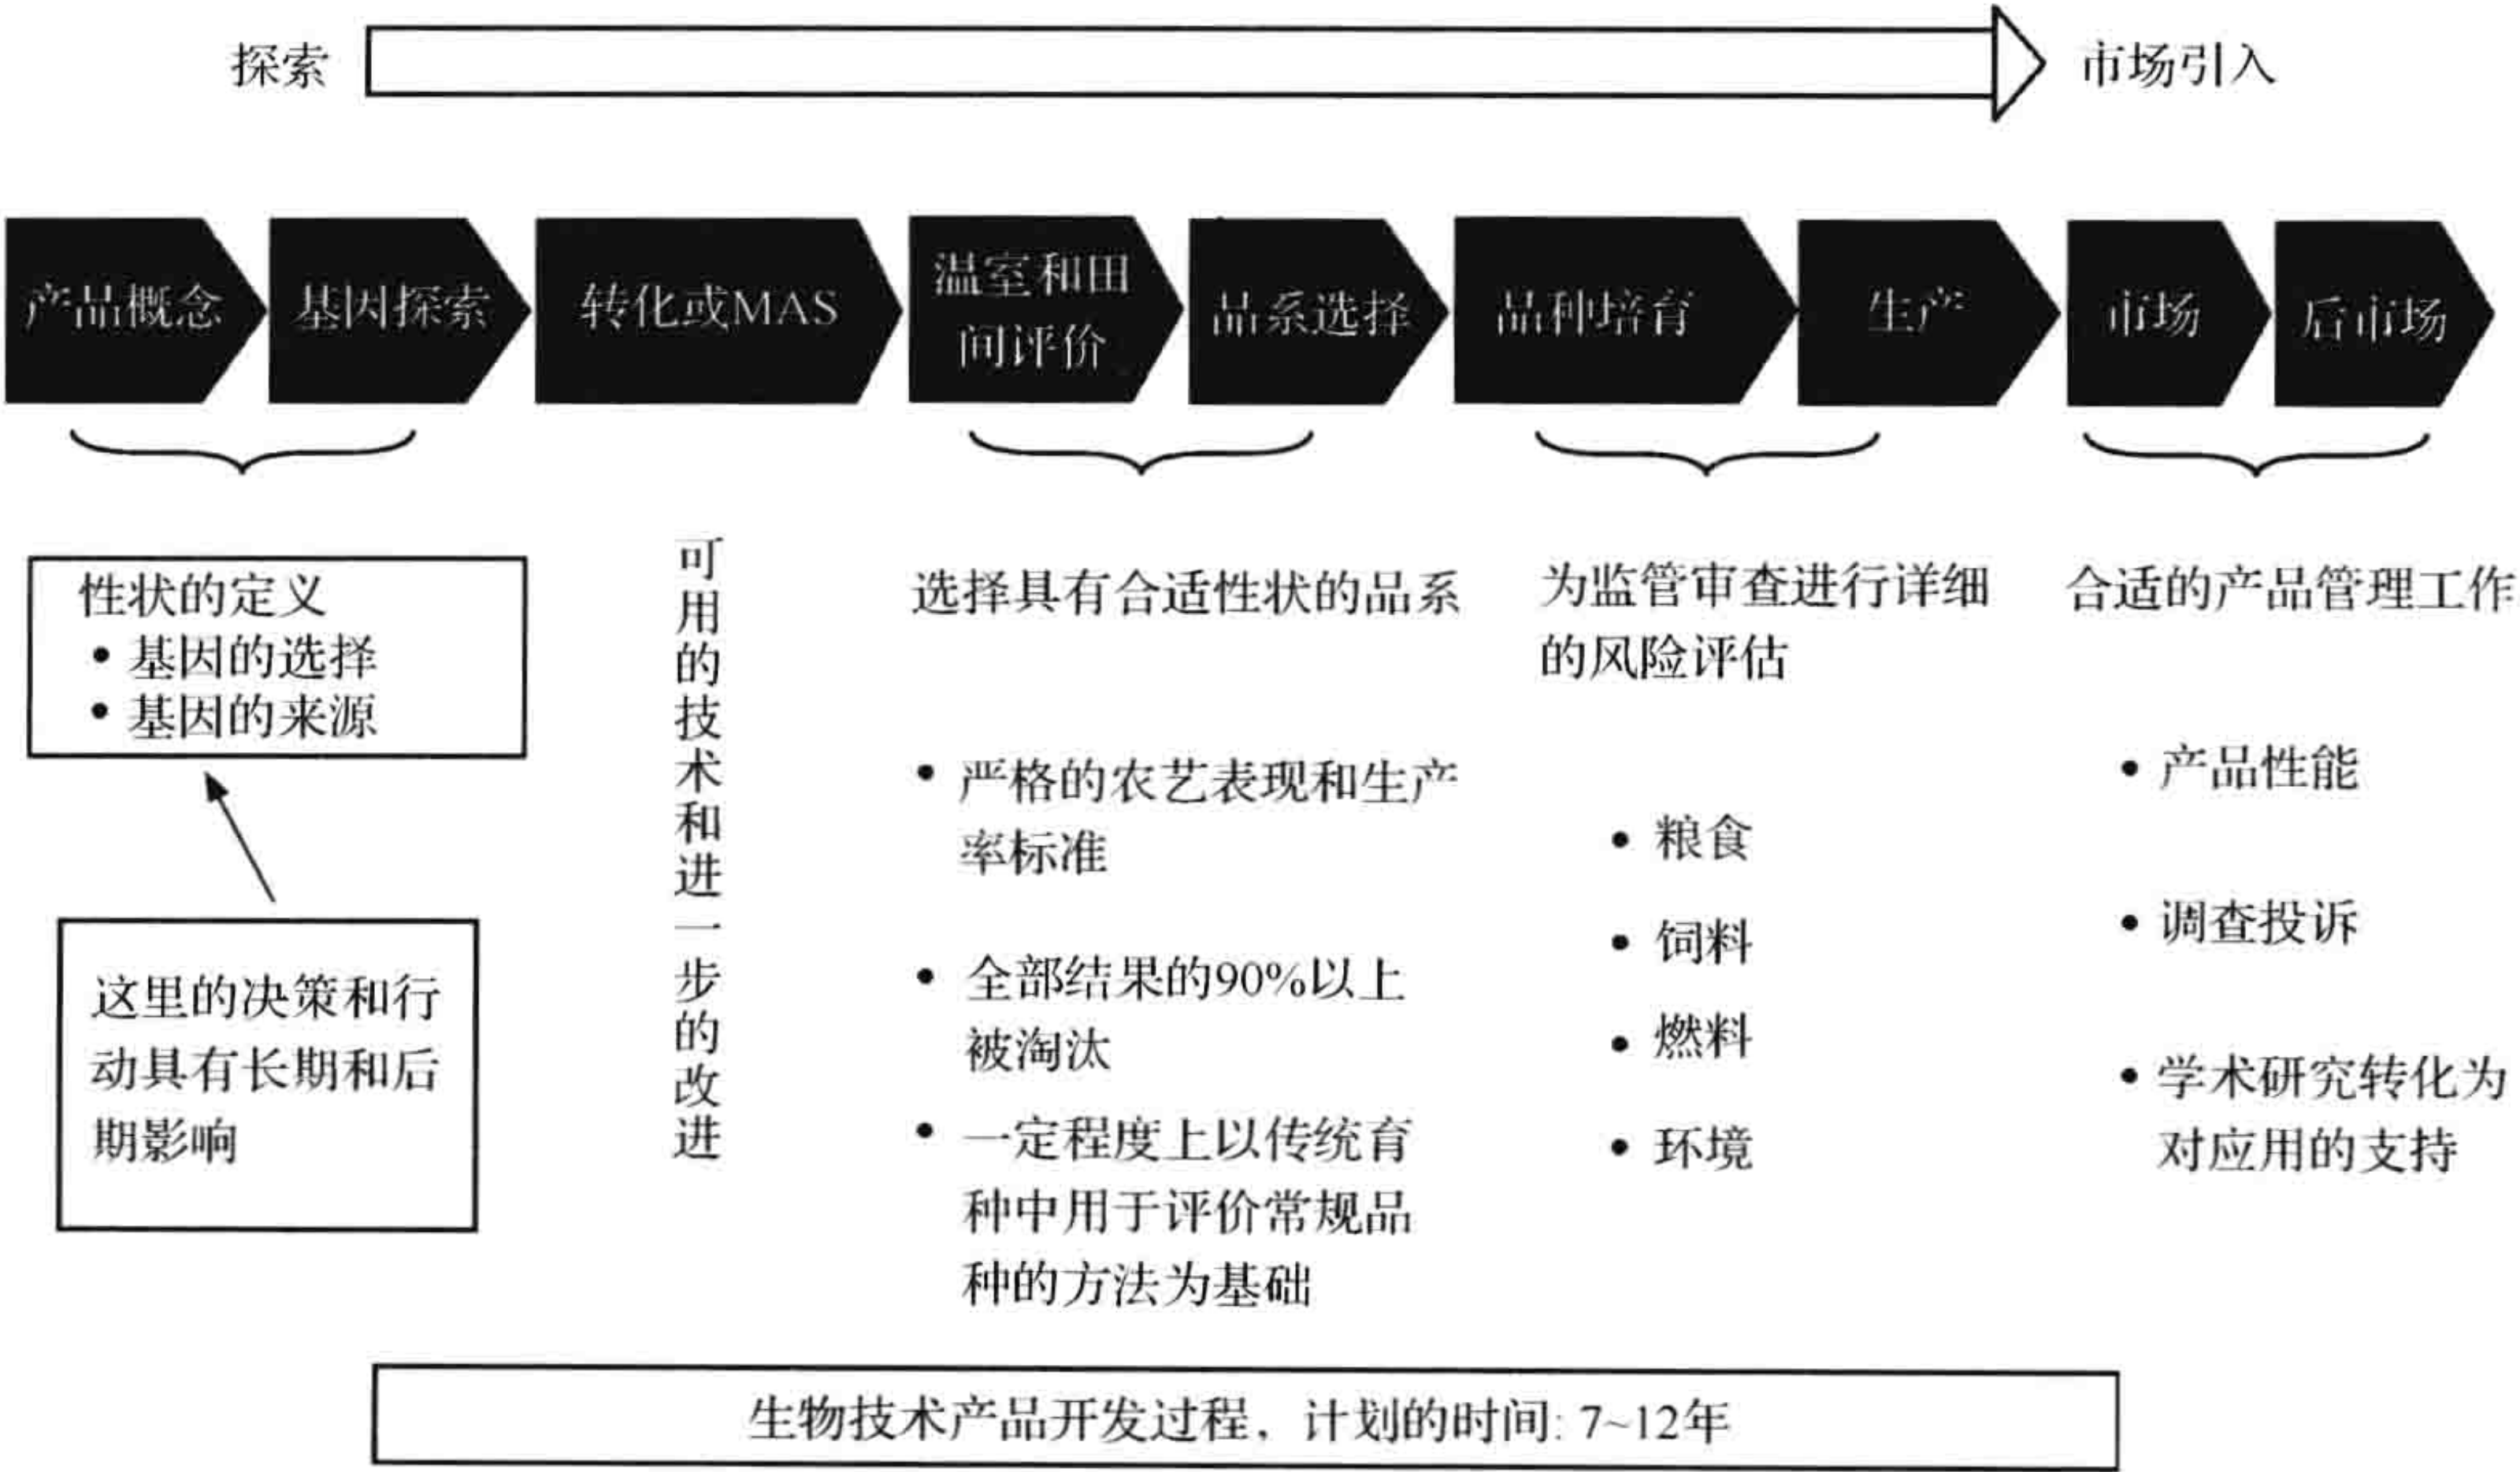 探索
市场引入
产品概念
基因探索
转化或MAS
温室和田
间评价
品系选择
品种培育
生产
市场
后市场
性状的定义
• 基因的选择
• 基因的来源
这里的决策和行
动具有长期和后
期影响
可用的技术和进一步的改进
选择具有合适性状的品系
• 严格的农艺表现和生产
率标准
• 全部结果的90%以上
被淘汰
• 一定程度上以传统育
种中用于评价常规品
种的方法为基础
为监管审查进行详细
的风险评估
• 粮食
• 饲料
• 燃料
• 环境
合适的产品管理工作
• 产品性能
• 调查投诉
• 学术研究转化为
对应用的支持
生物技术产品开发过程，计划的时间: 7~12年